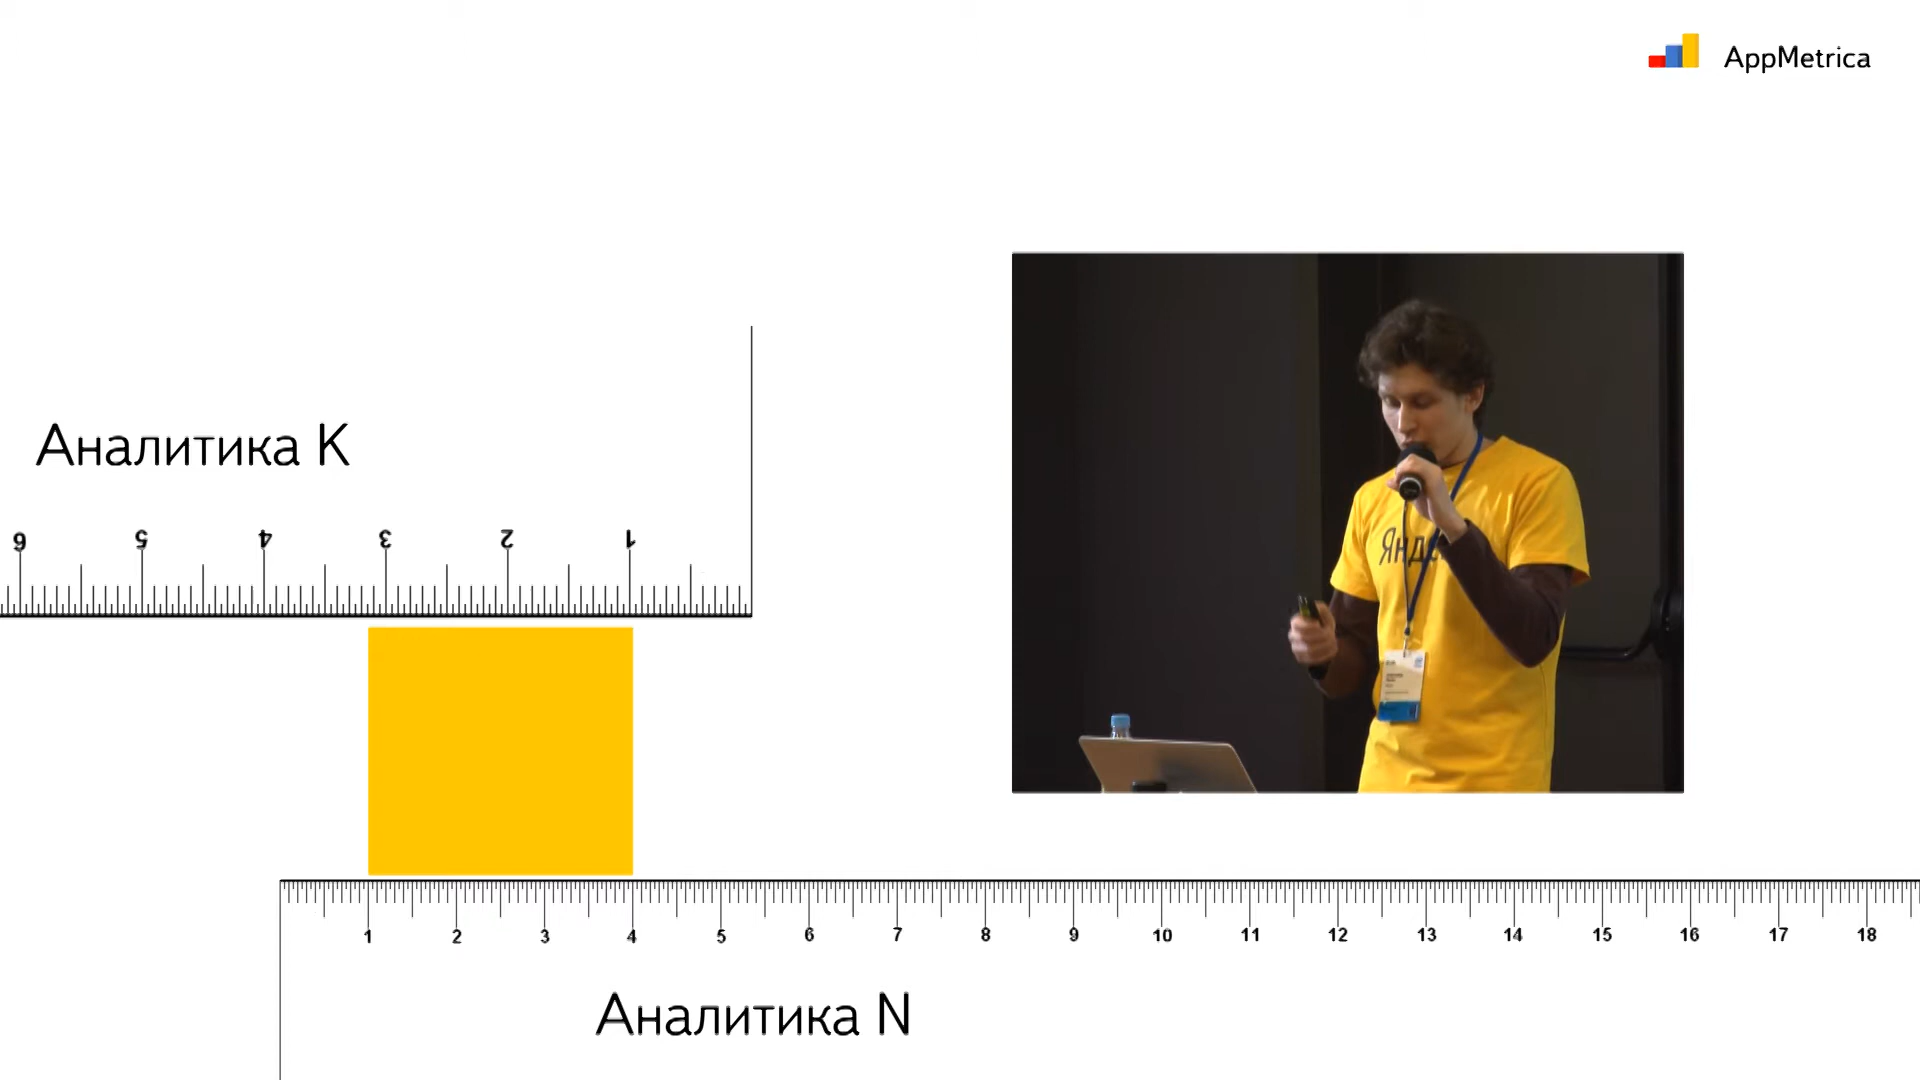 AppMetrica
Аналитика K
6 5 4 3 2 1
Янде
1 2 3 4 5 6 7 8 9 10 11 12 13 14 15 16 17 18
Аналитика N